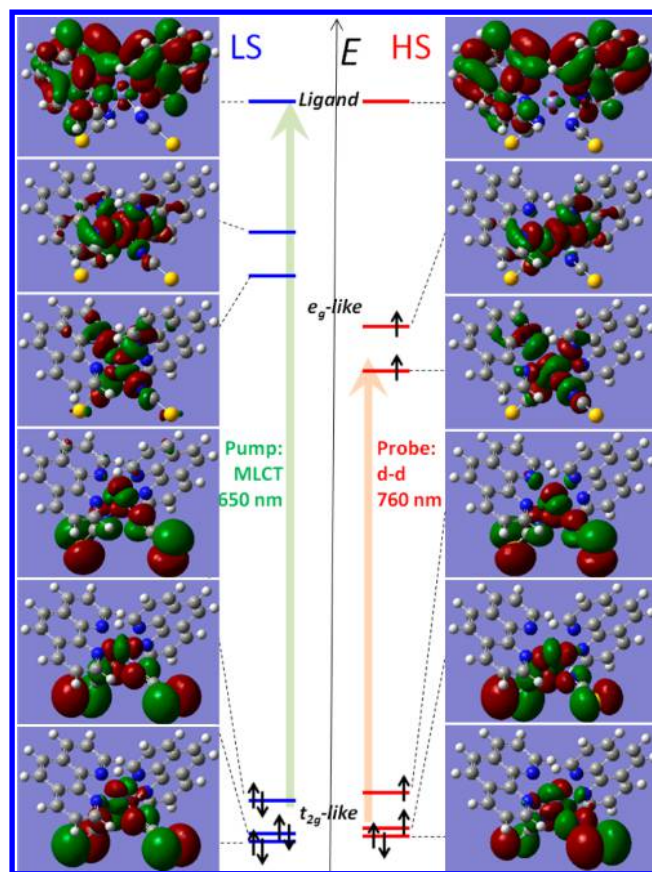 LS
E
HS
Ligand
e_g-like
Pump:
MLCT
650 nm
Probe:
d-d
760 nm
t_2g-like